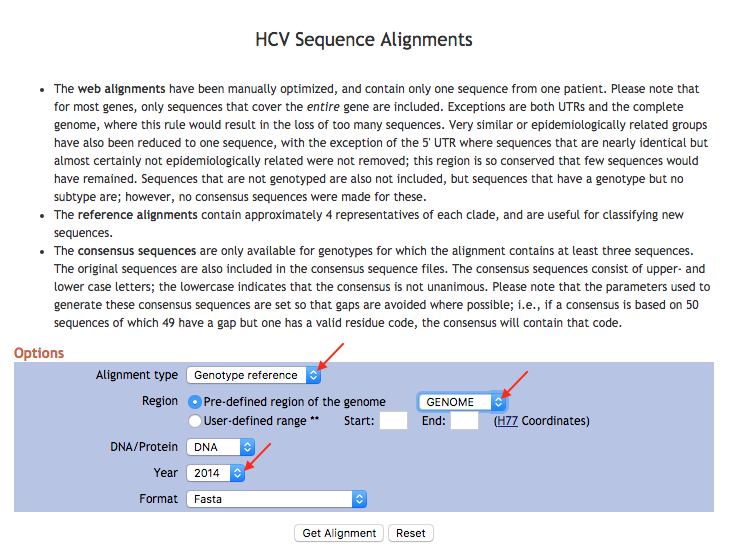 HCV Sequence Alignments
• The web alignments have been manually optimized, and contain only one sequence from one patient. Please note that
for most genes, only sequences that cover the entire gene are included. Exceptions are both UTRs and the complete
genome, where this rule would result in the loss of too many sequences. Very similar or epidemiologically related groups
have also been reduced to one sequence, with the exception of the 5' UTR where sequences that are nearly identical but
almost certainly not epidemiologically related were not removed; this region is so conserved that few sequences would
have remained. Sequences that are not genotyped are also not included, but sequences that have a genotype but no
subtype are; however, no consensus sequences were made for these.
• The reference alignments contain approximately 4 representatives of each clade, and are useful for classifying new
sequences.
• The consensus sequences are only available for genotypes for which the alignment contains at least three sequences.
The original sequences are also included in the consensus sequence files. The consensus sequences consist of upper- and
lower case letters; the lowercase indicates that the consensus is not unanimous. Please note that the parameters used to
generate these consensus sequences are set so that gaps are avoided where possible; i.e., if a consensus is based on 50
sequences of which 49 have a gap but one has a valid residue code, the consensus will contain that code.
Options
Alignment type Genotype reference
Region Pre-defined region of the genome GENOME
User-defined range ** Start: End: (H77 Coordinates)
DNA/Protein DNA
Year 2014
Format Fasta
Get Alignment Reset